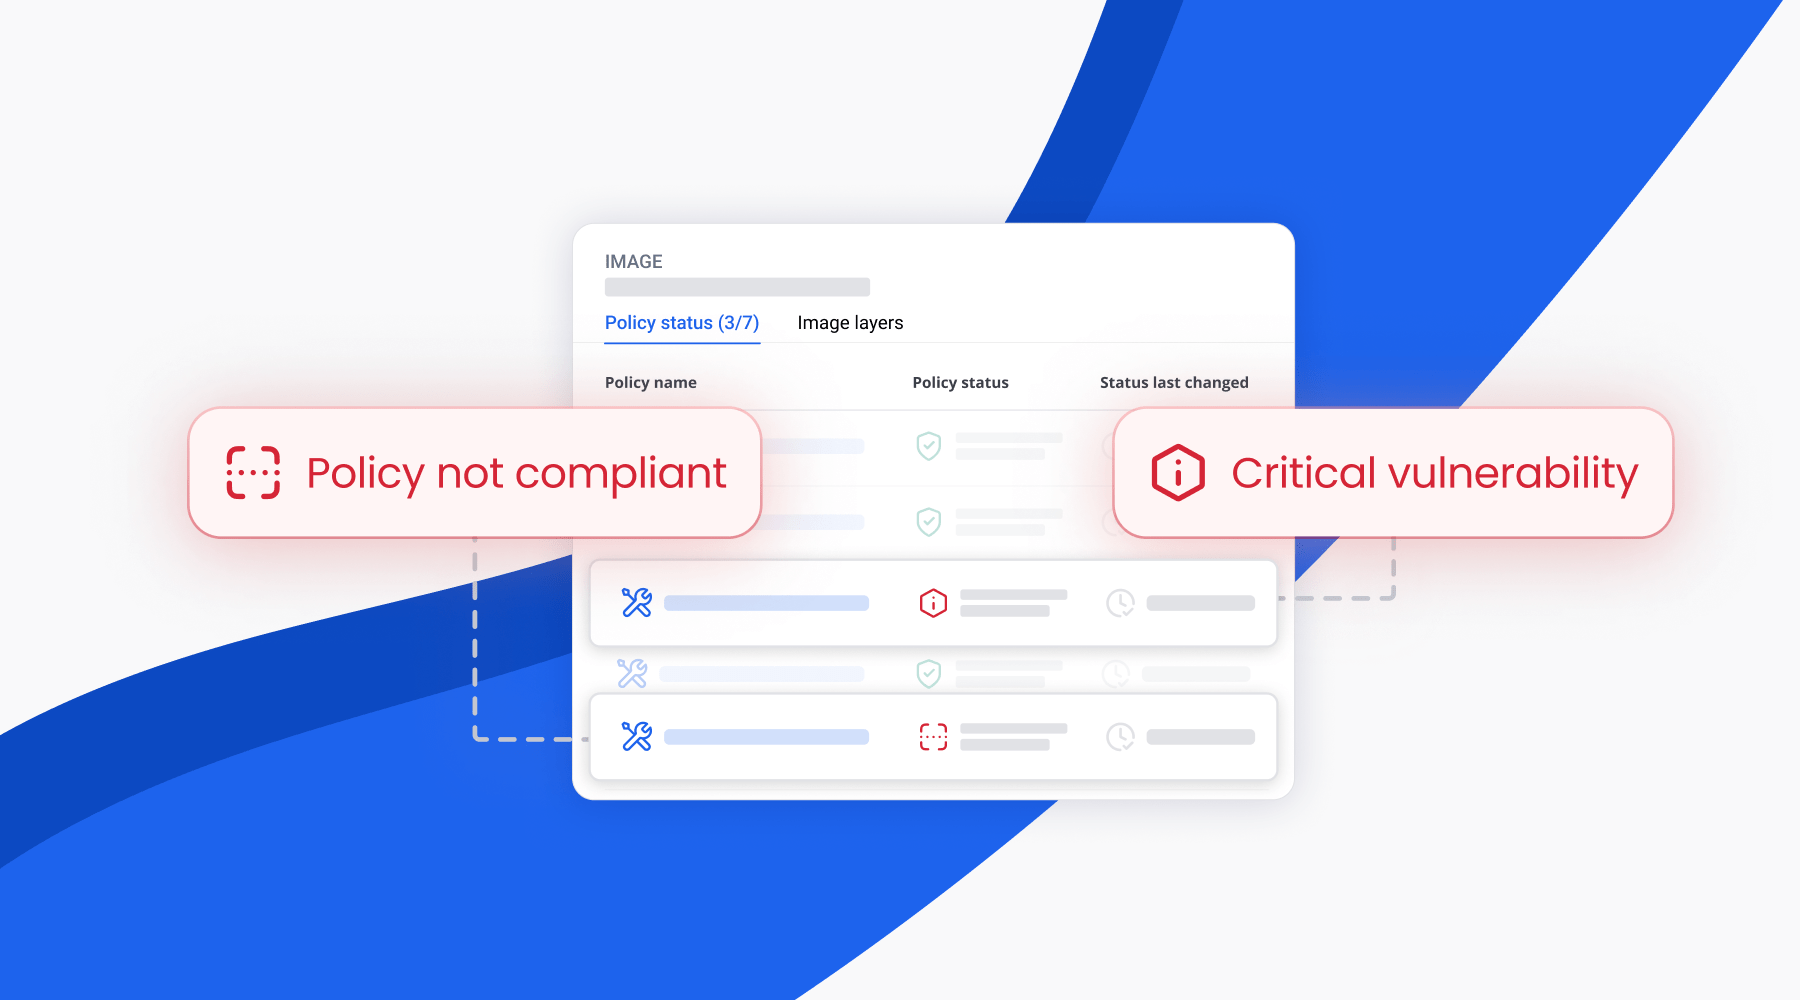 IMAGE
Policy status (3/7)
Image layers
Policy name
Policy status
Status last changed
Policy not compliant
Critical vulnerability